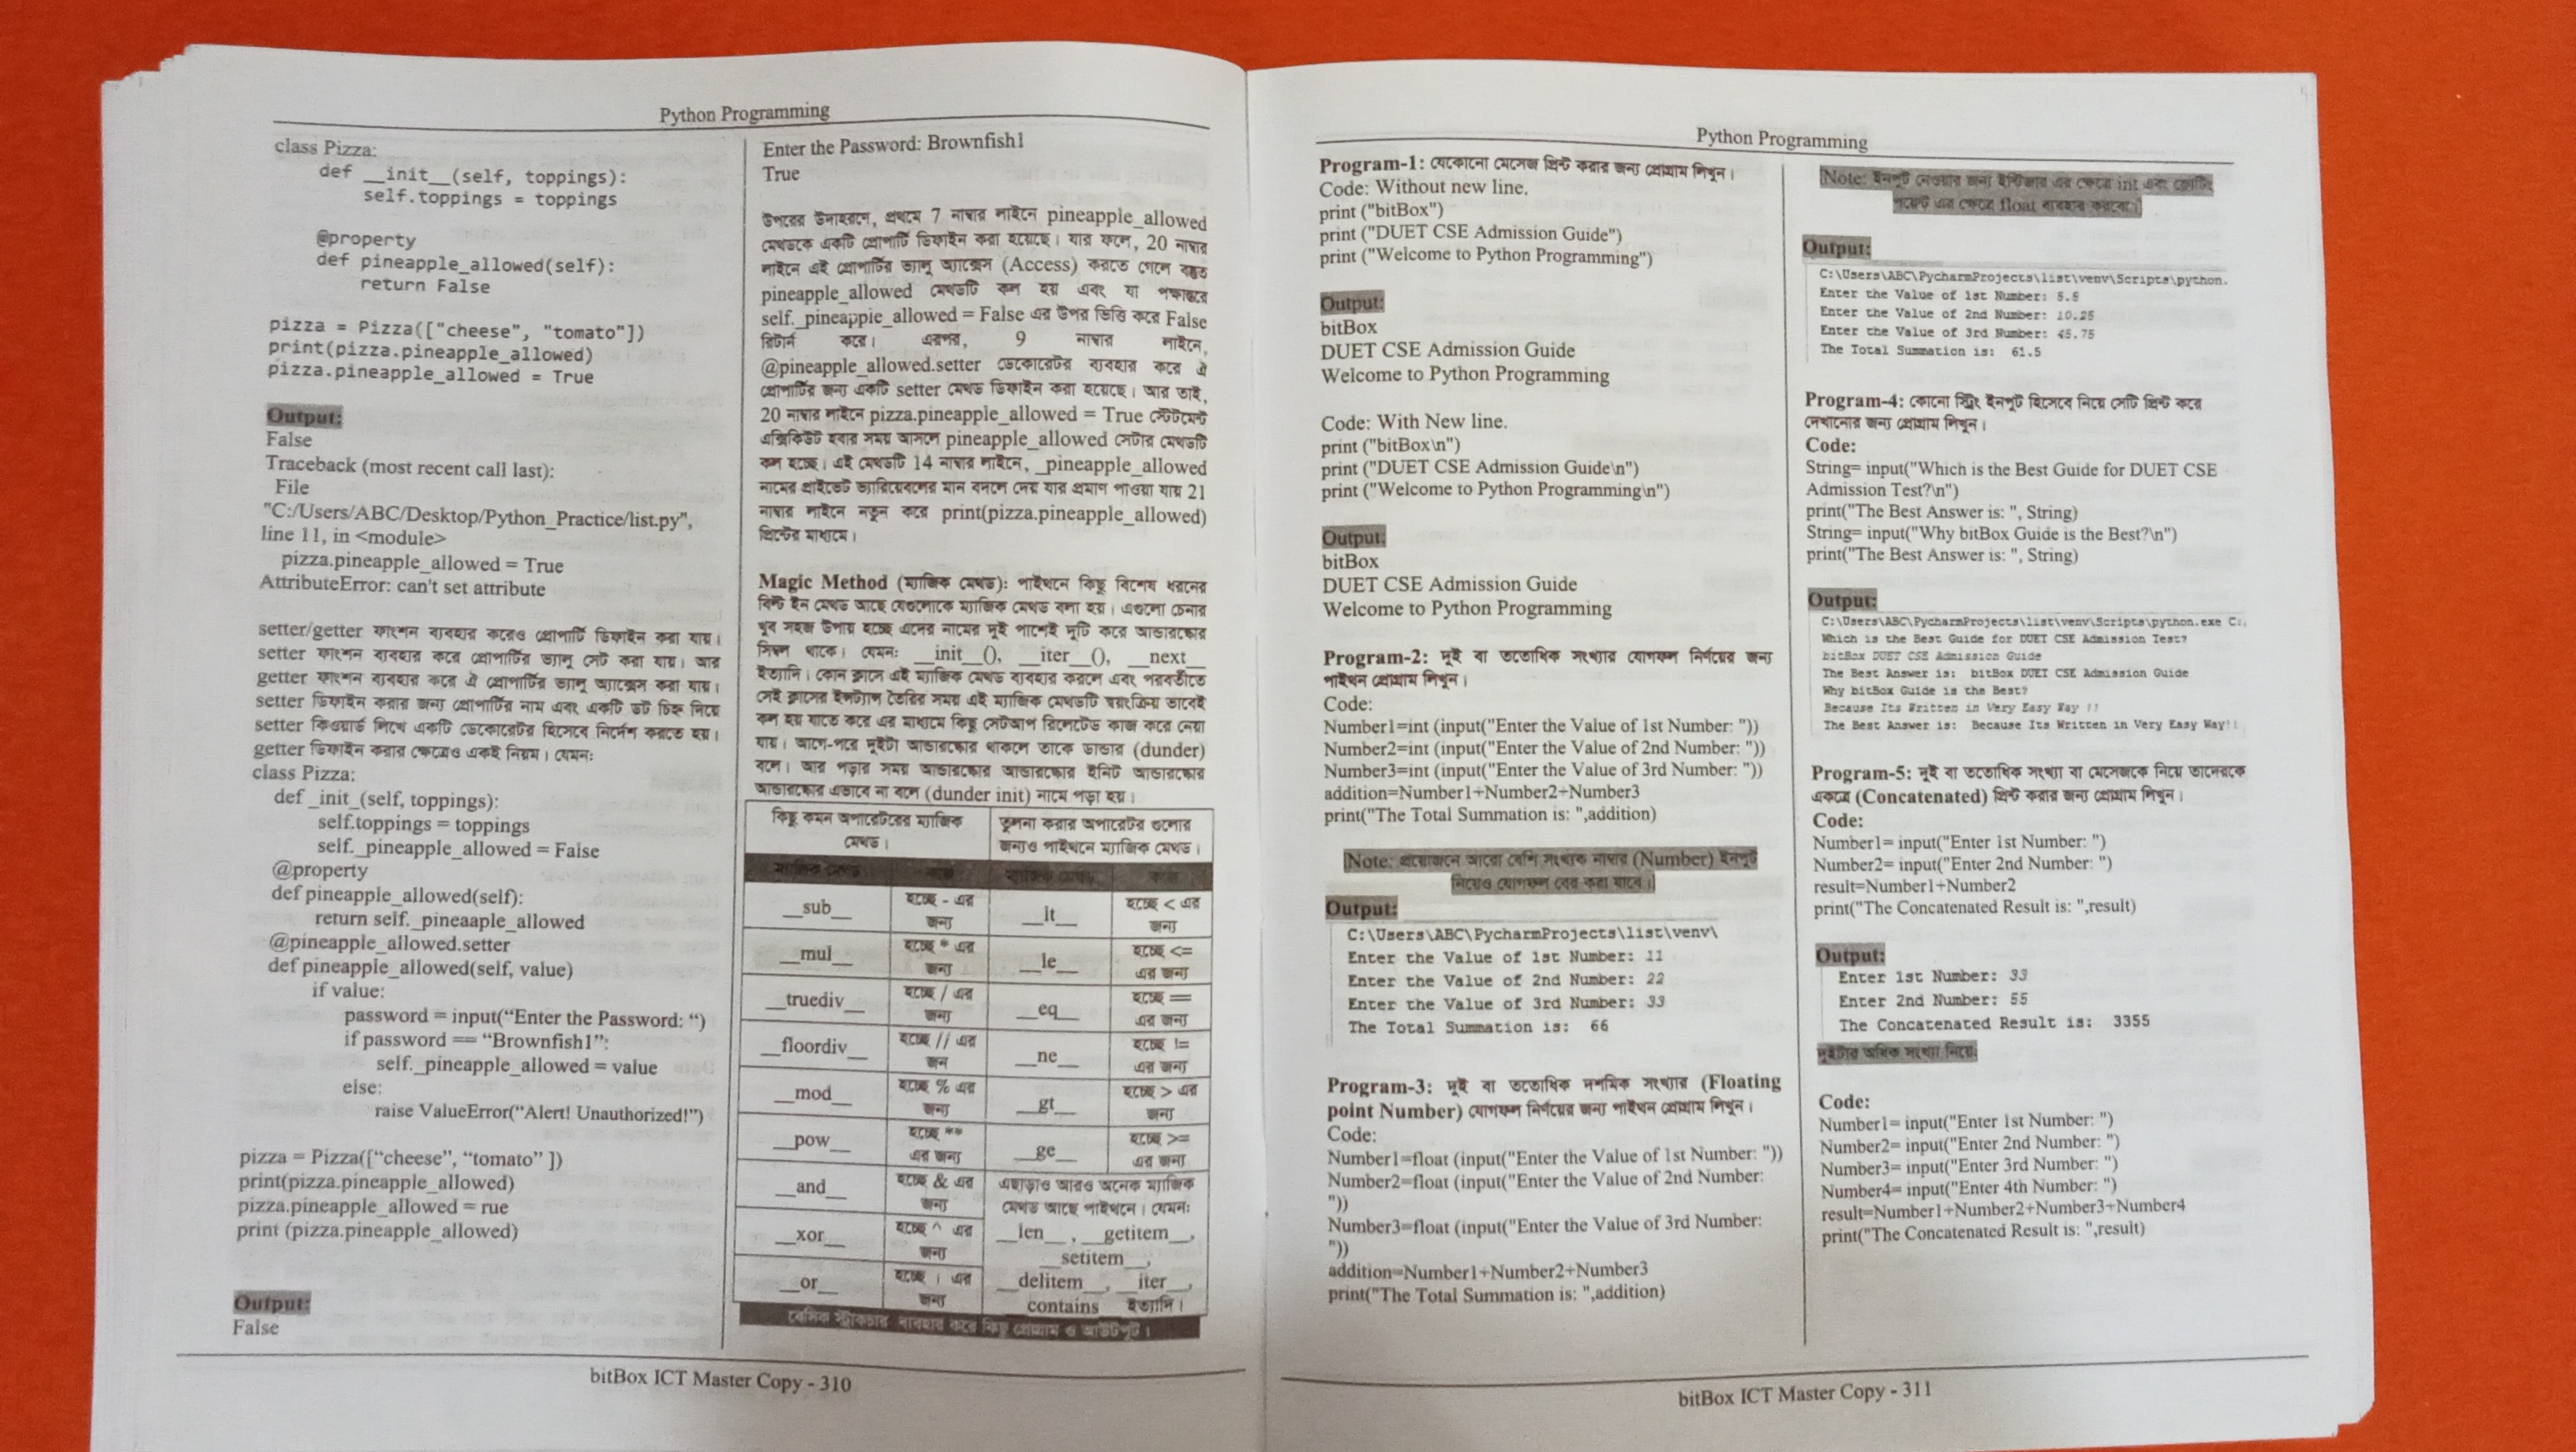 Python Programming
class Pizza:
def __init__(self, toppings):
self.toppings = toppings
@property
def pineapple_allowed(self):
return False
pizza = Pizza(["cheese", "tomato"])
print(pizza.pineapple_allowed)
pizza.pineapple_allowed = True
Output:
False
Traceback (most recent call last):
File
"C:/Users/ABC/Desktop/Python_Practice/list.py",
line 11, in <module>
pizza.pineapple_allowed = True
AttributeError: can't set attribute
setter/getter ফাংশন ব্যবহার করেও প্রোপার্টি ডিফাইন করা যায়।
setter ফাংশন ব্যবহার করে প্রোপার্টির ভ্যালু সেট করা যায়। আর
getter ফাংশন ব্যবহার করে ঐ প্রোপার্টির ভ্যালু অ্যাক্সেস করা যায়।
setter ডিফাইন করার জন্য প্রোপার্টির নাম এবং একটি ডট চিহ্ন দিয়ে
setter কিওয়ার্ড লিখে একটি ডেকোরেটর হিসেবে নির্দেশ করতে হয়।
getter ডিফাইন করার ক্ষেত্রেও একই নিয়ম। যেমনঃ
class Pizza:
def _init_(self, toppings):
self.toppings = toppings
self._pineapple_allowed = False
@property
def pineapple_allowed(self):
return self._pineaaple_allowed
@pineapple_allowed.setter
def pineapple_allowed(self, value)
if value:
password = input(“Enter the Password: “)
if password == “Brownfish1”:
self._pineapple_allowed = value
else:
raise ValueError(“Alert! Unauthorized!”)
pizza = Pizza([“cheese”, “tomato” ])
print(pizza.pineapple_allowed)
pizza.pineapple_allowed = rue
print (pizza.pineapple_allowed)
Output:
False
Enter the Password: Brownfish1
True
উপরের উদাহরণে, প্রথমে 7 নাম্বার লাইনে pineapple_allowed
মেথডকে একটি প্রোপার্টি ডিফাইন করা হয়েছে। যার ফলে, 20 নাম্বার
লাইনে এই প্রোপার্টির ভ্যালু অ্যাক্সেস (Access) করতে গেলে বস্তুত
pineapple_allowed মেথডটি কল হয় এবং যা পক্ষান্তরে
self._pineappie_allowed = False এর উপর ভিত্তি করে False
রিটার্ন করে। এরপর, 9 নাম্বার লাইনে,
@pineapple_allowed.setter ডেকোরেটর ব্যবহার করে ঐ
প্রোপার্টির জন্য একটি setter মেথড ডিফাইন করা হয়েছে। আর তাই,
20 নাম্বার লাইনে pizza.pineapple_allowed = True স্টেটমেন্ট
এক্সিকিউট হবার সময় আসলে pineapple_allowed সেটার মেথডটি
কল হচ্ছে। এই মেথডটি 14 নাম্বার লাইনে, _pineapple_allowed
নামের প্রাইভেট ভ্যারিয়েবলের মান বদলে দেয় যার প্রমাণ পাওয়া যায় 21
নাম্বার লাইনে নতুন করে print(pizza.pineapple_allowed)
প্রিন্টের মাধ্যমে।
Magic Method (ম্যাজিক মেথড): পাইথনে কিছু বিশেষ ধরনের
বিল্ট ইন মেথড আছে যেগুলোকে ম্যাজিক মেথড বলা হয়। এগুলো চেনার
খুব সহজ উপায় হচ্ছে এদের নামের দুই পাশেই দুটি করে আন্ডারস্কোর
সিম্বল থাকে। যেমনঃ __init__(), __iter__(), __next__
ইত্যাদি। কোন ক্লাসে এই ম্যাজিক মেথড ব্যবহার করলে এবং পরবর্তীতে
সেই ক্লাসের ইন্সট্যান্স তৈরির সময় এই ম্যাজিক মেথডটি স্বয়ংক্রিয় ভাবেই
কল হয় যাতে করে এর মাধ্যমে কিছু সেটআপ রিলেটেড কাজ করে নেয়া
যায়। আগে-পরে দুইটা আন্ডারস্কোর থাকলে তাকে ডান্ডার (dunder)
বলে। আর পড়ার সময় আন্ডারস্কোর আন্ডারস্কোর ইনিট আন্ডারস্কোর
আন্ডারস্কোর এভাবে না বলে (dunder init) নামে পড়া হয়।
কিছু কমন অপারেটরের ম্যাজিক মেথড। তুলনা করার অপারেটর গুলোর জন্যও পাইথনে ম্যাজিক মেথড।
ম্যাজিক মেথড কাজ ম্যাজিক মেথড কাজ
__sub__ হচ্ছে - এর জন্য __lt__ হচ্ছে < এর জন্য
__mul__ হচ্ছে * এর জন্য __le__ হচ্ছে <= এর জন্য
__truediv__ হচ্ছে / এর জন্য __eq__ হচ্ছে == এর জন্য
__floordiv__ হচ্ছে // এর জন __ne__ হচ্ছে != এর জন্য
__mod__ হচ্ছে % এর জন্য __gt__ হচ্ছে > এর জন্য
__pow__ হচ্ছে ** এর জন্য __ge__ হচ্ছে >= এর জন্য
__and__ হচ্ছে & এর জন্য
__xor__ হচ্ছে ^ এর জন্য
__or__ হচ্ছে । এর জন্য
এছাড়াও আরও অনেক ম্যাজিক
মেথড আছে পাইথনে। যেমনঃ
__len__, __getitem__,
__setitem__,
__delitem__, __iter__,
__contains__ ইত্যাদি।
বেসিক স্ট্রাকচার ব্যবহার করে কিছু প্রোগ্রাম ও আউটপুট।
bitBox ICT Master Copy - 310
Python Programming
Program-1: যেকোনো মেসেজ প্রিন্ট করার জন্য প্রোগ্রাম লিখুন।
Code: Without new line.
print ("bitBox")
print ("DUET CSE Admission Guide")
print ("Welcome to Python Programming")
Output:
bitBox
DUET CSE Admission Guide
Welcome to Python Programming
Code: With New line.
print ("bitBox\n")
print ("DUET CSE Admission Guide\n")
print ("Welcome to Python Programming\n")
Output:
bitBox
DUET CSE Admission Guide
Welcome to Python Programming
Program-2: দুই বা ততোধিক সংখ্যার যোগফল নির্ণয়ের জন্য
পাইথন প্রোগ্রাম লিখুন।
Code:
Number1=int (input("Enter the Value of 1st Number: "))
Number2=int (input("Enter the Value of 2nd Number: "))
Number3=int (input("Enter the Value of 3rd Number: "))
addition=Number1+Number2+Number3
print("The Total Summation is: ",addition)
Note: প্রয়োজনে আরো বেশি সংখ্যক নাম্বার (Number) ইনপুট
নিয়েও যোগফল বের করা যাবে।
Output:
C:\Users\ABC\PycharmProjects\list\venv\
Enter the Value of 1st Number: 11
Enter the Value of 2nd Number: 22
Enter the Value of 3rd Number: 33
The Total Summation is: 66
Program-3: দুই বা ততোধিক দশমিক সংখ্যার (Floating
point Number) যোগফল নির্ণয়ের জন্য পাইথন প্রোগ্রাম লিখুন।
Code:
Number1=float (input("Enter the Value of 1st Number: "))
Number2=float (input("Enter the Value of 2nd Number:
"))
Number3=float (input("Enter the Value of 3rd Number:
"))
addition=Number1+Number2+Number3
print("The Total Summation is: ",addition)
Note: ইনপুট নেওয়ার জন্য ইন্টিজার এর ক্ষেত্রে int এবং ফ্লোটিং
পয়েন্ট এর ক্ষেত্রে float ব্যবহার করবো।
Output:
C:\Users\ABC\PycharmProjects\list\venv\Scripts\python.
Enter the Value of 1st Number: 5.5
Enter the Value of 2nd Number: 10.25
Enter the Value of 3rd Number: 45.75
The Total Summation is: 61.5
Program-4: কোনো স্ট্রিং ইনপুট হিসেবে নিয়ে সেটি প্রিন্ট করে
দেখানোর জন্য প্রোগ্রাম লিখুন।
Code:
String= input("Which is the Best Guide for DUET CSE
Admission Test?\n")
print("The Best Answer is: ", String)
String= input("Why bitBox Guide is the Best?\n")
print("The Best Answer is: ", String)
Output:
C:\Users\ABC\PycharmProjects\list\venv\Scripts\python.exe C:.
Which is the Best Guide for DUET CSE Admission Test?
bitBox DUET CSE Admission Guide
The Best Answer is: bitBox DUET CSE Admission Guide
Why bitBox Guide is the Best?
Because Its Written in Very Easy Way !!
The Best Answer is: Because Its Written in Very Easy Way!!
Program-5: দুই বা ততোধিক সংখ্যা বা মেসেজকে নিয়ে তাদেরকে
একত্রে (Concatenated) প্রিন্ট করার জন্য প্রোগ্রাম লিখুন।
Code:
Number1= input("Enter 1st Number: ")
Number2= input("Enter 2nd Number: ")
result=Number1+Number2
print("The Concatenated Result is: ",result)
Output:
Enter 1st Number: 33
Enter 2nd Number: 55
The Concatenated Result is: 3355
দুইটার অধিক সংখ্যা নিয়ে:
Code:
Number1= input("Enter 1st Number: ")
Number2= input("Enter 2nd Number: ")
Number3= input("Enter 3rd Number: ")
Number4= input("Enter 4th Number: ")
result=Number1+Number2+Number3+Number4
print("The Concatenated Result is: ",result)
bitBox ICT Master Copy - 311